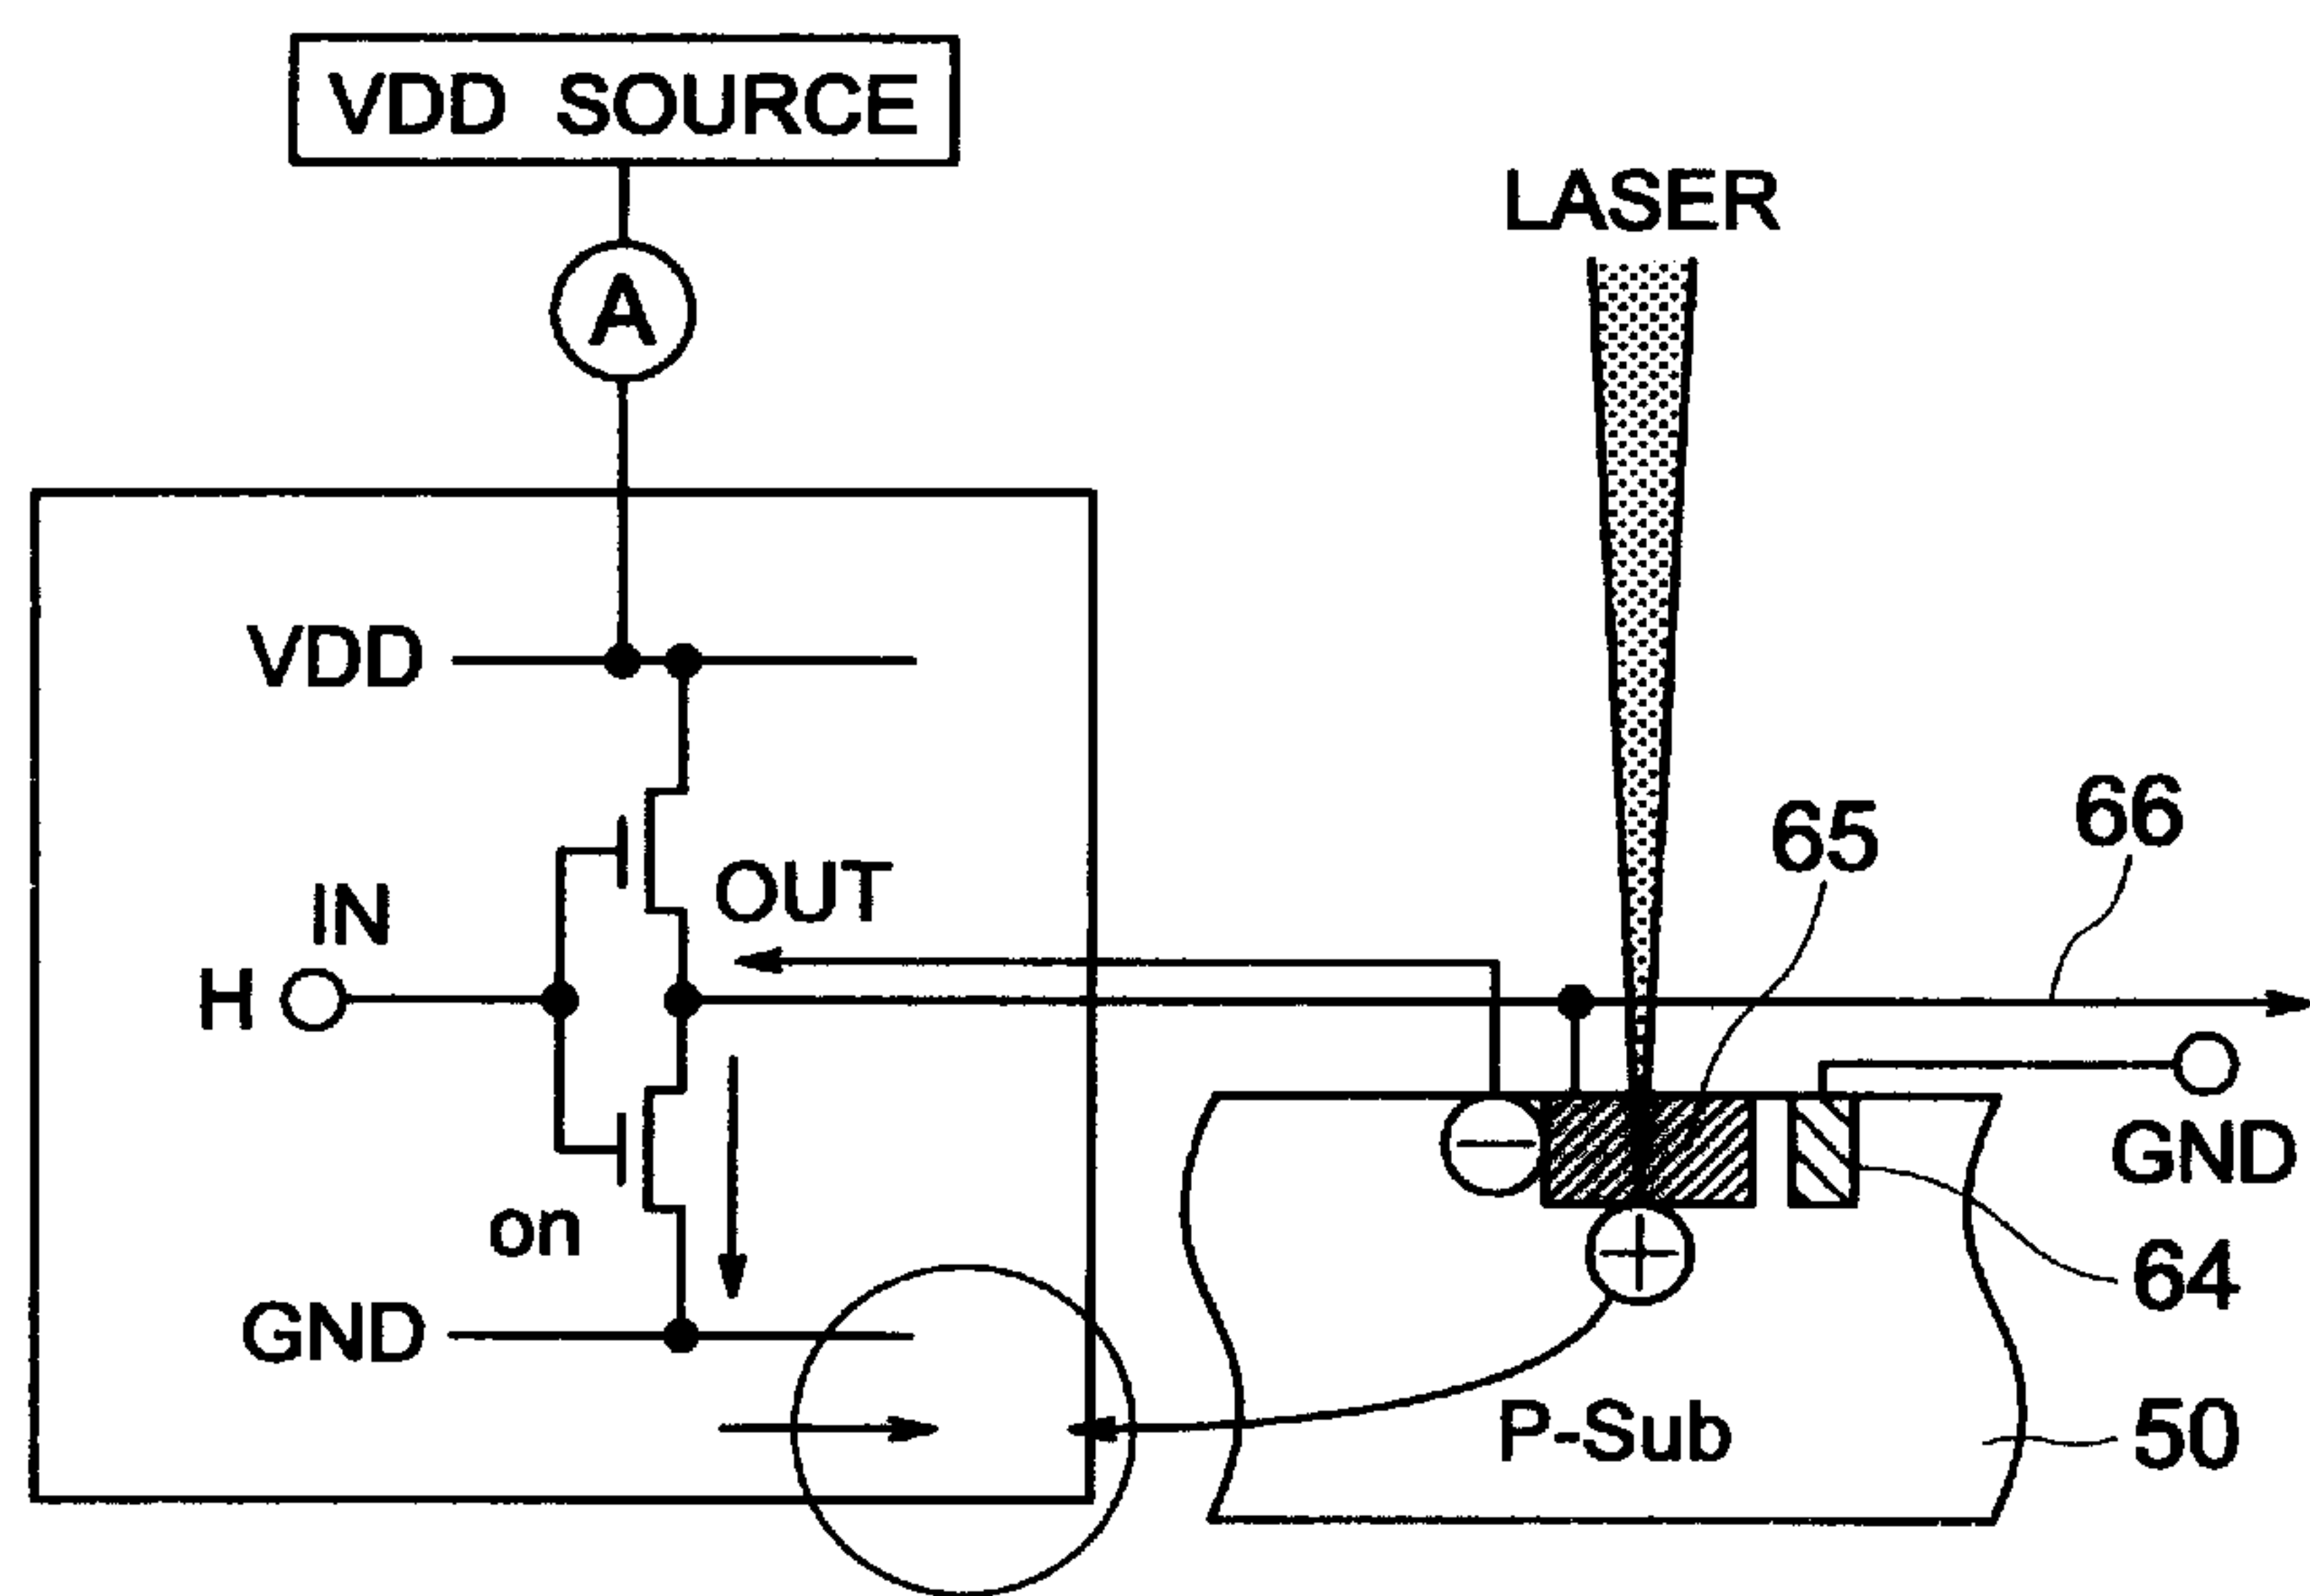 VDD SOURCE
LASER
A
VDD
65
66
OUT
IN
H
GND
on
64
GND
P-Sub
50